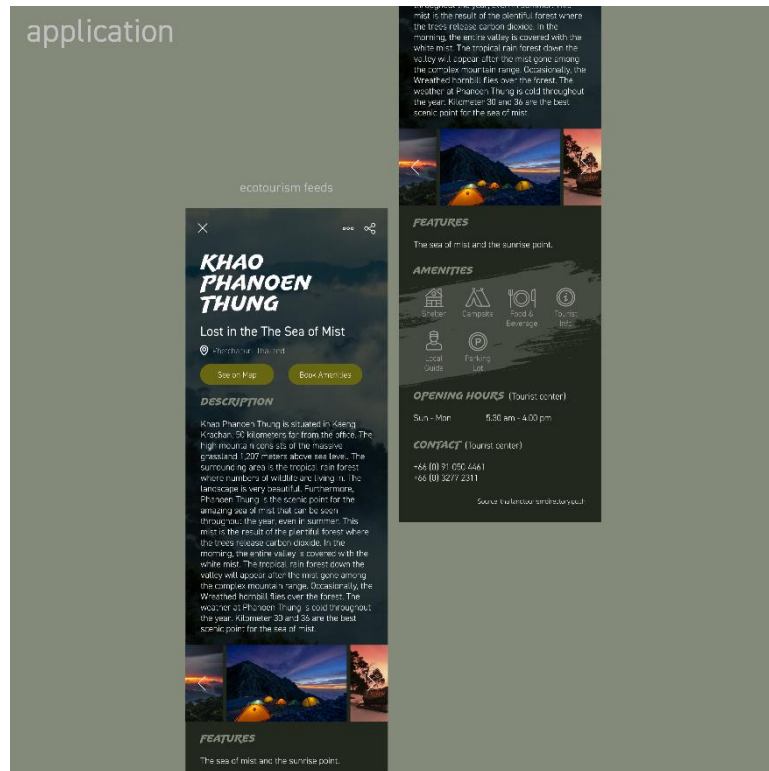 application
ecotourism feeds
KHAO
PHANOEN
THUNG
Lost in the The Sea of Mist
Phetchaburi, Thailand
See on Map
Book Amenities
DESCRIPTION
Khao Phanoen Thung is situated in Kaeng
Krachan, 50 kilometers far from the office. The
high mountain consists of the massive
grassland 1,207 meters above sea level. The
surrounding area is the tropical rain forest
where numbers of wildlife are living in. The
landscape is very beautiful. Furthermore,
Phanoen Thung is the scenic point for the
amazing sea of mist that can be seen
throughout the year, even in summer. This
mist is the result of the plentiful forest where
the trees release carbon dioxide. In the
morning, the entire valley is covered with the
white mist. The tropical rain forest down the
valley will appear after the mist gone among
the complex mountain range. Occasionally, the
Wreathed hornbill flies over the forest. The
weather at Phanoen Thung is cold throughout
the year. Kilometer 30 and 36 are the best
scenic point for the sea of mist.
FEATURES
The sea of mist and the sunrise point.
throughout the year, even in summer. This
mist is the result of the plentiful forest where
the trees release carbon dioxide. In the
morning, the entire valley is covered with the
white mist. The tropical rain forest down the
valley will appear after the mist gone among
the complex mountain range. Occasionally, the
Wreathed hornbill flies over the forest. The
weather at Phanoen Thung is cold throughout
the year. Kilometer 30 and 36 are the best
scenic point for the sea of mist.
FEATURES
The sea of mist and the sunrise point.
AMENITIES
Shelter
Campsite
Food &
Beverage
Tourist
Info
Local
Guide
P
Parking
Lot
OPENING HOURS (Tourist center)
Sun - Mon 5.30 am - 4.00 pm
CONTACT (Tourist center)
+66 (0) 91 050 4461
+66 (0) 3277 2311
Source: thailandtourismdirectory.go.th